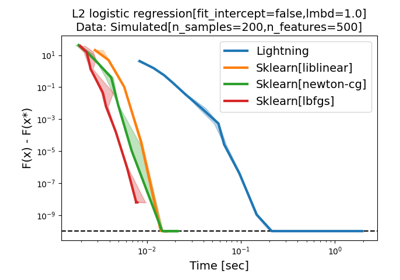 L2 logistic regression[fit_intercept=false,lmbd=1.0]
Data: Simulated[n_samples=200,n_features=500]
Lightning
Sklearn[liblinear]
Sklearn[newton-cg]
Sklearn[lbfgs]
F(x) - F(x*)
10¹
10⁻¹
10⁻³
10⁻⁵
10⁻⁷
10⁻⁹
10⁻² 10⁻¹ 10⁰
Time [sec]